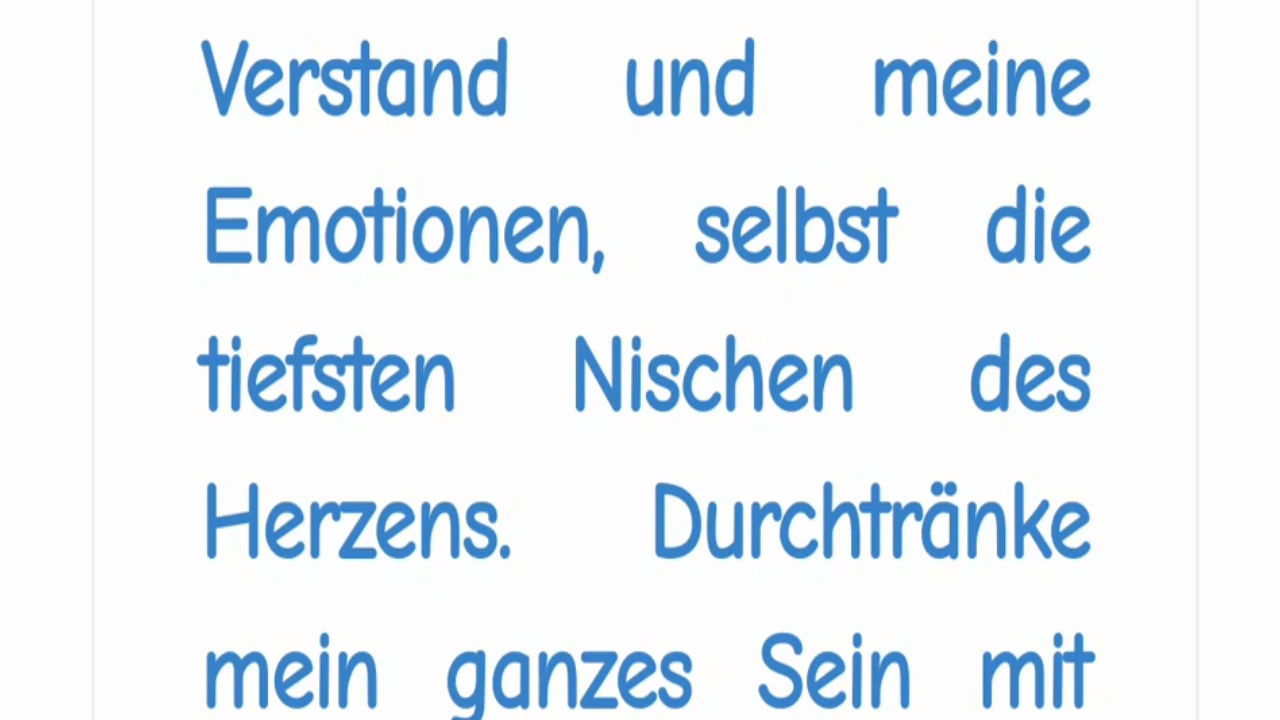 Verstand und meine
Emotionen, selbst die
tiefsten Nischen des
Herzens. Durchtränke
mein ganzes Sein mit